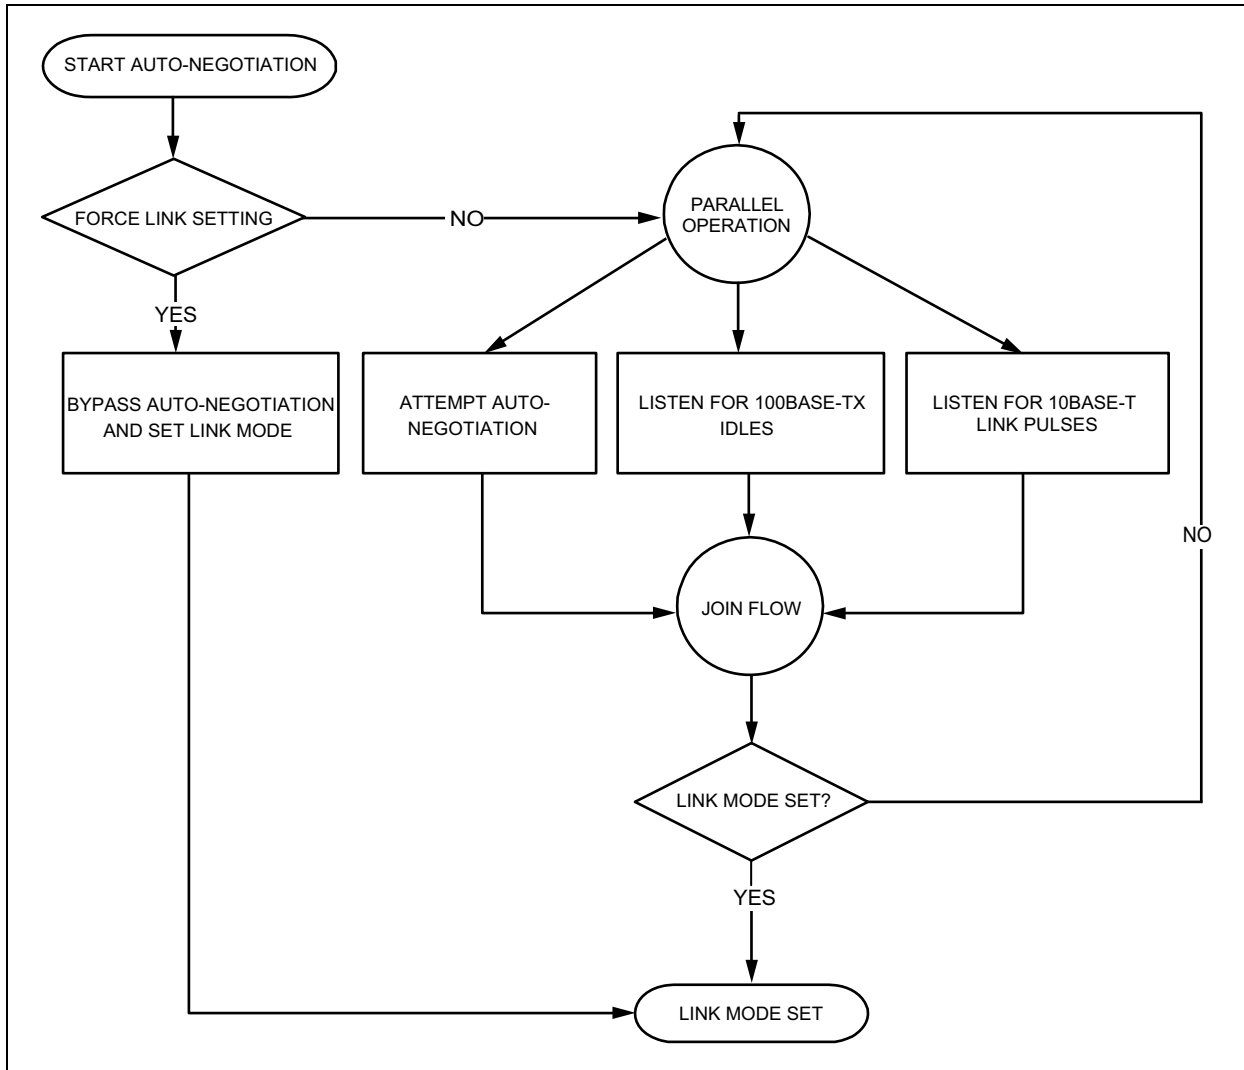 START AUTO-NEGOTIATION
FORCE LINK SETTING
NO
PARALLEL
OPERATION
YES
BYPASS AUTO-NEGOTIATION
AND SET LINK MODE
ATTEMPT AUTO-
NEGOTIATION
LISTEN FOR 100BASE-TX
IDLES
LISTEN FOR 10BASE-T
LINK PULSES
NO
JOIN FLOW
LINK MODE SET?
YES
LINK MODE SET